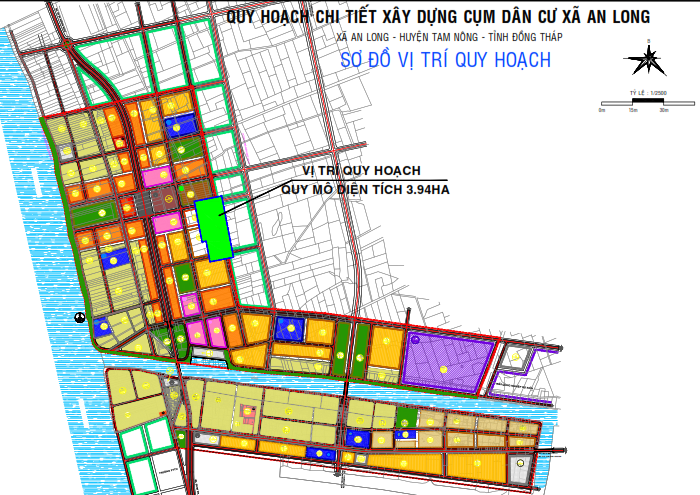 QUY HOẠCH CHI TIẾT XÂY DỰNG CỤM DÂN CƯ XÃ AN LONG
XÃ AN LONG - HUYỆN TAM NÔNG - TỈNH ĐỒNG THÁP
SƠ ĐỒ VỊ TRÍ QUY HOẠCH
B
TỶ LỆ : 1/2500
0m 15m 30m
VỊ TRÍ QUY HOẠCH
QUY MÔ DIỆN TÍCH 3.94HA